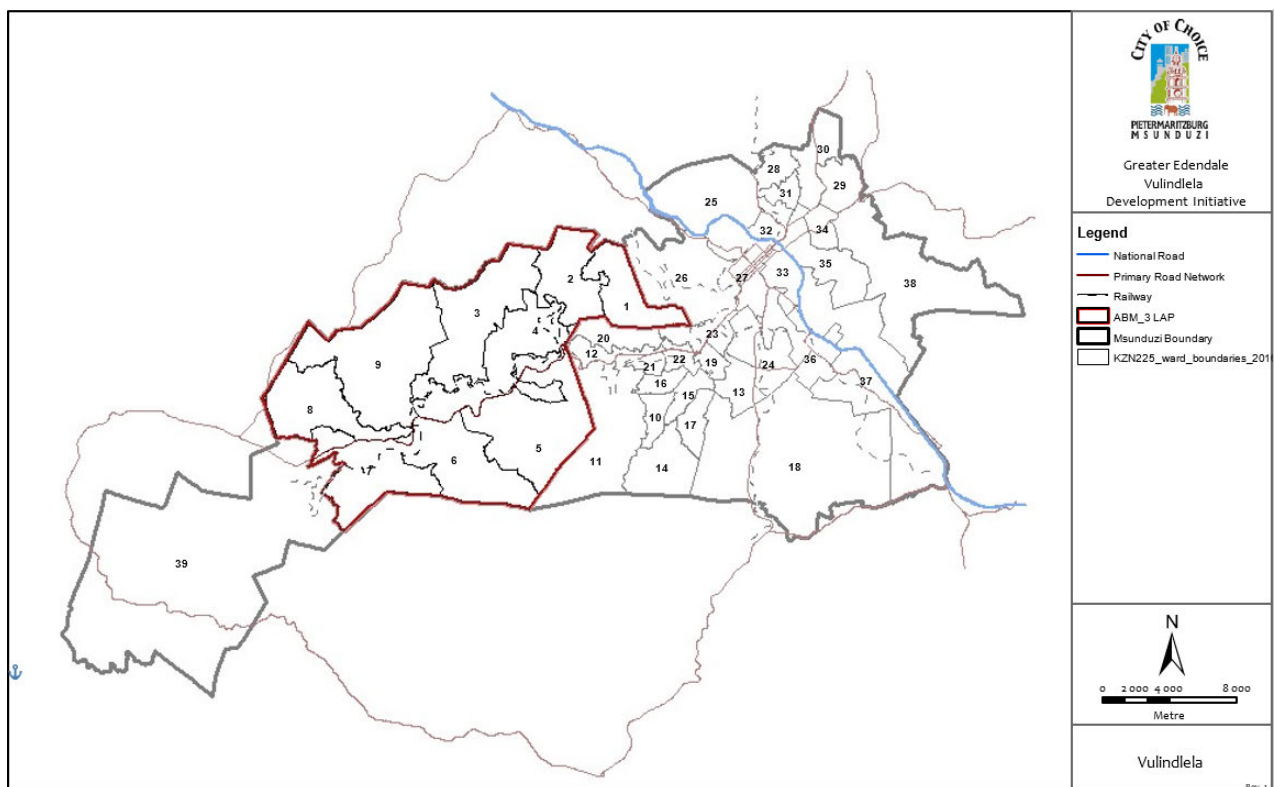 CITY OF CHOICE
PIETERMARITZBURG
MSUNDUZI
Greater Edendale
Vulindlela
Development Initiative
Legend
National Road
Primary Road Network
Railway
ABM_3 LAP
Msunduzi Boundary
KZN225_ward_boundaries_201
N
0 2 000 4 000 8 000
Metre
Vulindlela
30
28
29
31
25
32
34
35
26
27
33
38
2
1
3
4
20
23
12
22
19
21
24
36
9
16
37
13
15
8
10
17
5
6
11
14
18
7
39